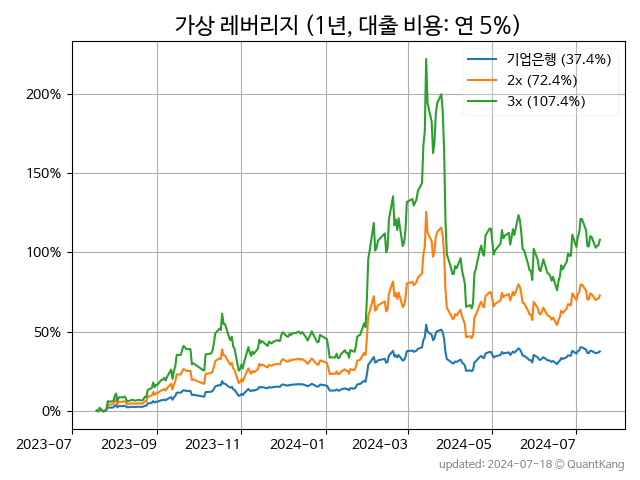 가상 레버리지 (1년, 대출 비용: 연 5%)
기업은행 (37.4%)
2x (72.4%)
3x (107.4%)
200%
150%
100%
50%
0%
2023-07 2023-09 2023-11 2024-01 2024-03 2024-05 2024-07
updated: 2024-07-18 © QuantKang